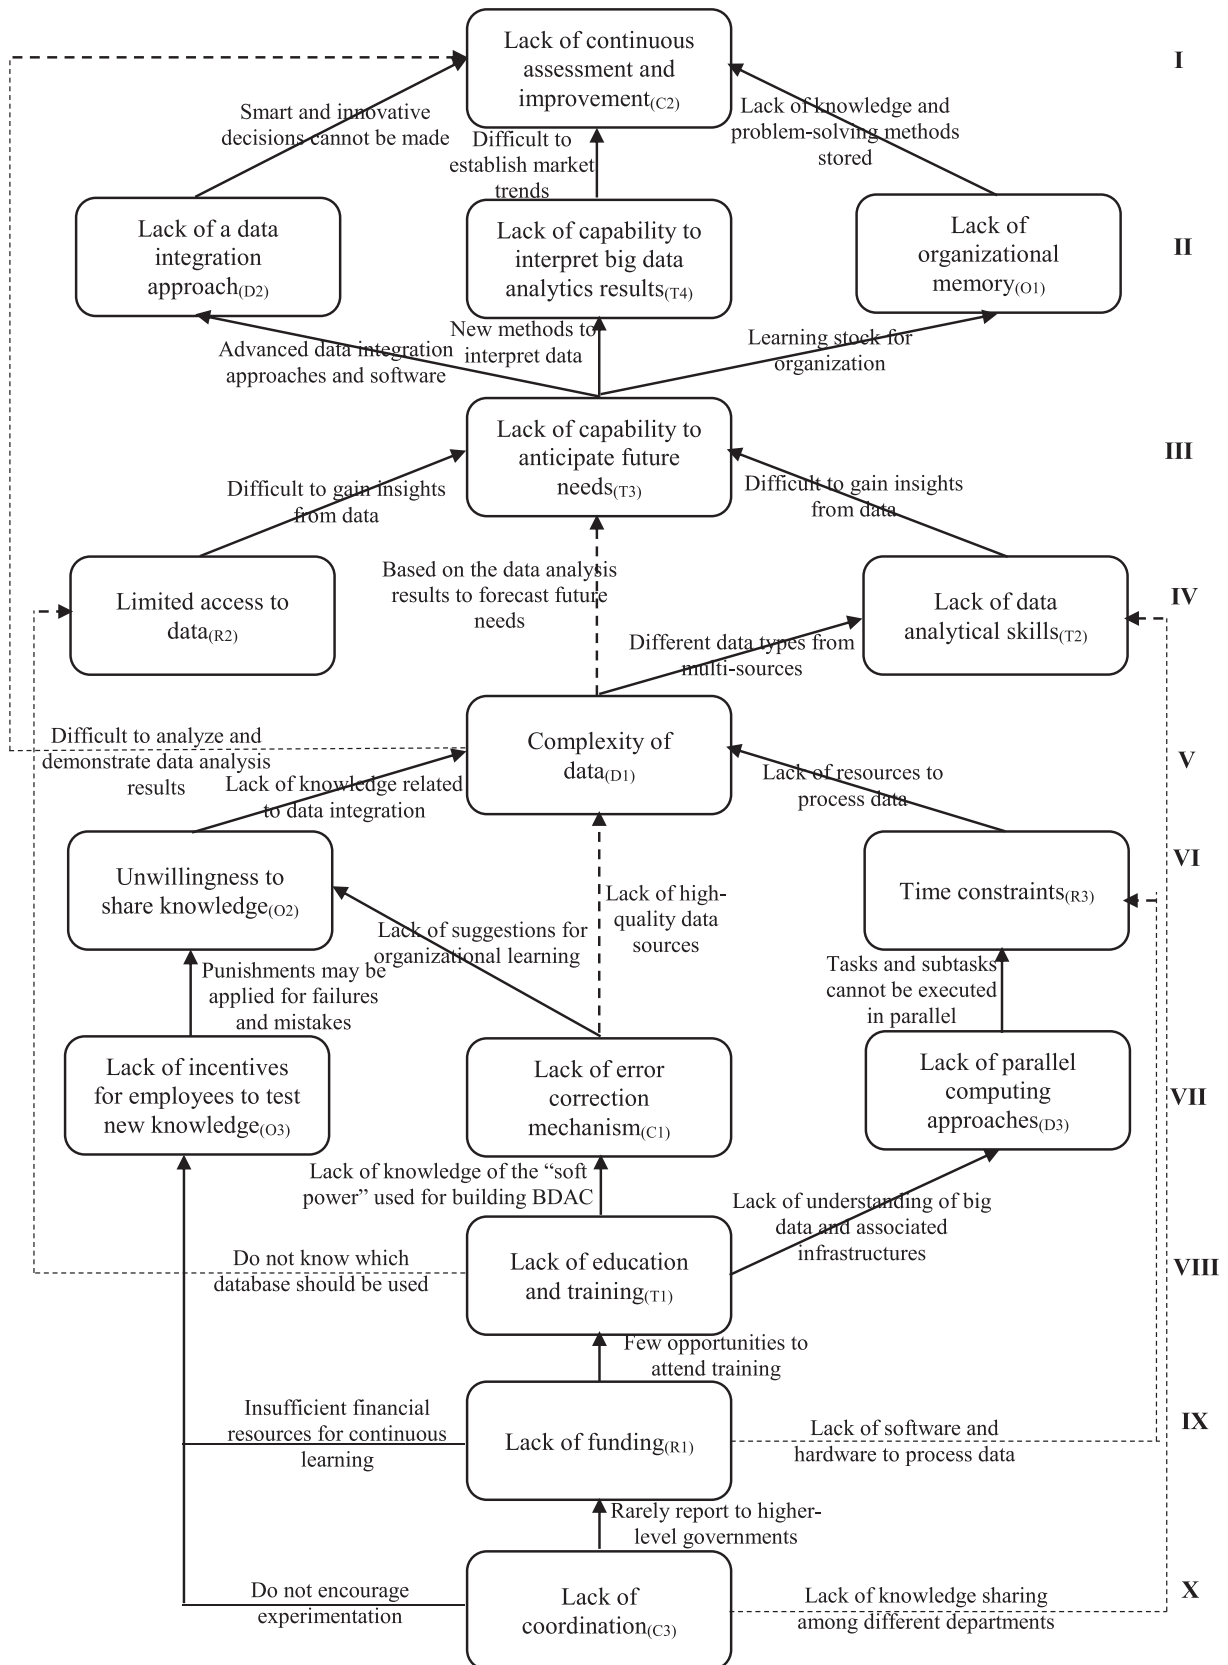 Lack of continuous
assessment and
improvement(C2)
I
Smart and innovative
decisions cannot be made
Difficult to
establish market
trends
Lack of knowledge and
problem-solving methods
stored
Lack of a data
integration
approach(D2)
Lack of capability to
interpret big data
analytics results(T4)
Lack of
organizational
memory(O1)
II
Advanced data integration
approaches and software
New methods to
interpret data
Learning stock for
organization
Lack of capability to
anticipate future
needs(T3)
III
Difficult to gain insights
from data
Difficult to gain insights
from data
Limited access to
data(R2)
Based on the data analysis
results to forecast future
needs
Lack of data
analytical skills(T2)
IV
Different data types from
multi-sources
Difficult to analyze and
demonstrate data analysis
results
Complexity of
data(D1)
V
Lack of knowledge related
to data integration
Lack of resources to
process data
Unwillingness to
share knowledge(O2)
Time constraints(R3)
VI
Lack of high-
quality data
sources
Lack of suggestions for
organizational learning
Punishments may be
applied for failures
and mistakes
Tasks and subtasks
cannot be executed
in parallel
Lack of incentives
for employees to test
new knowledge(O3)
Lack of error
correction
mechanism(C1)
Lack of parallel
computing
approaches(D3)
VII
Lack of knowledge of the “soft
power” used for building BDAC
Lack of understanding of big
data and associated
infrastructures
Do not know which
database should be used
Lack of education
and training(T1)
VIII
Few opportunities to
attend training
Insufficient financial
resources for continuous
learning
Lack of funding(R1)
Lack of software and
hardware to process data
IX
Rarely report to higher-
level governments
Do not encourage
experimentation
Lack of
coordination(C3)
Lack of knowledge sharing
among different departments
X